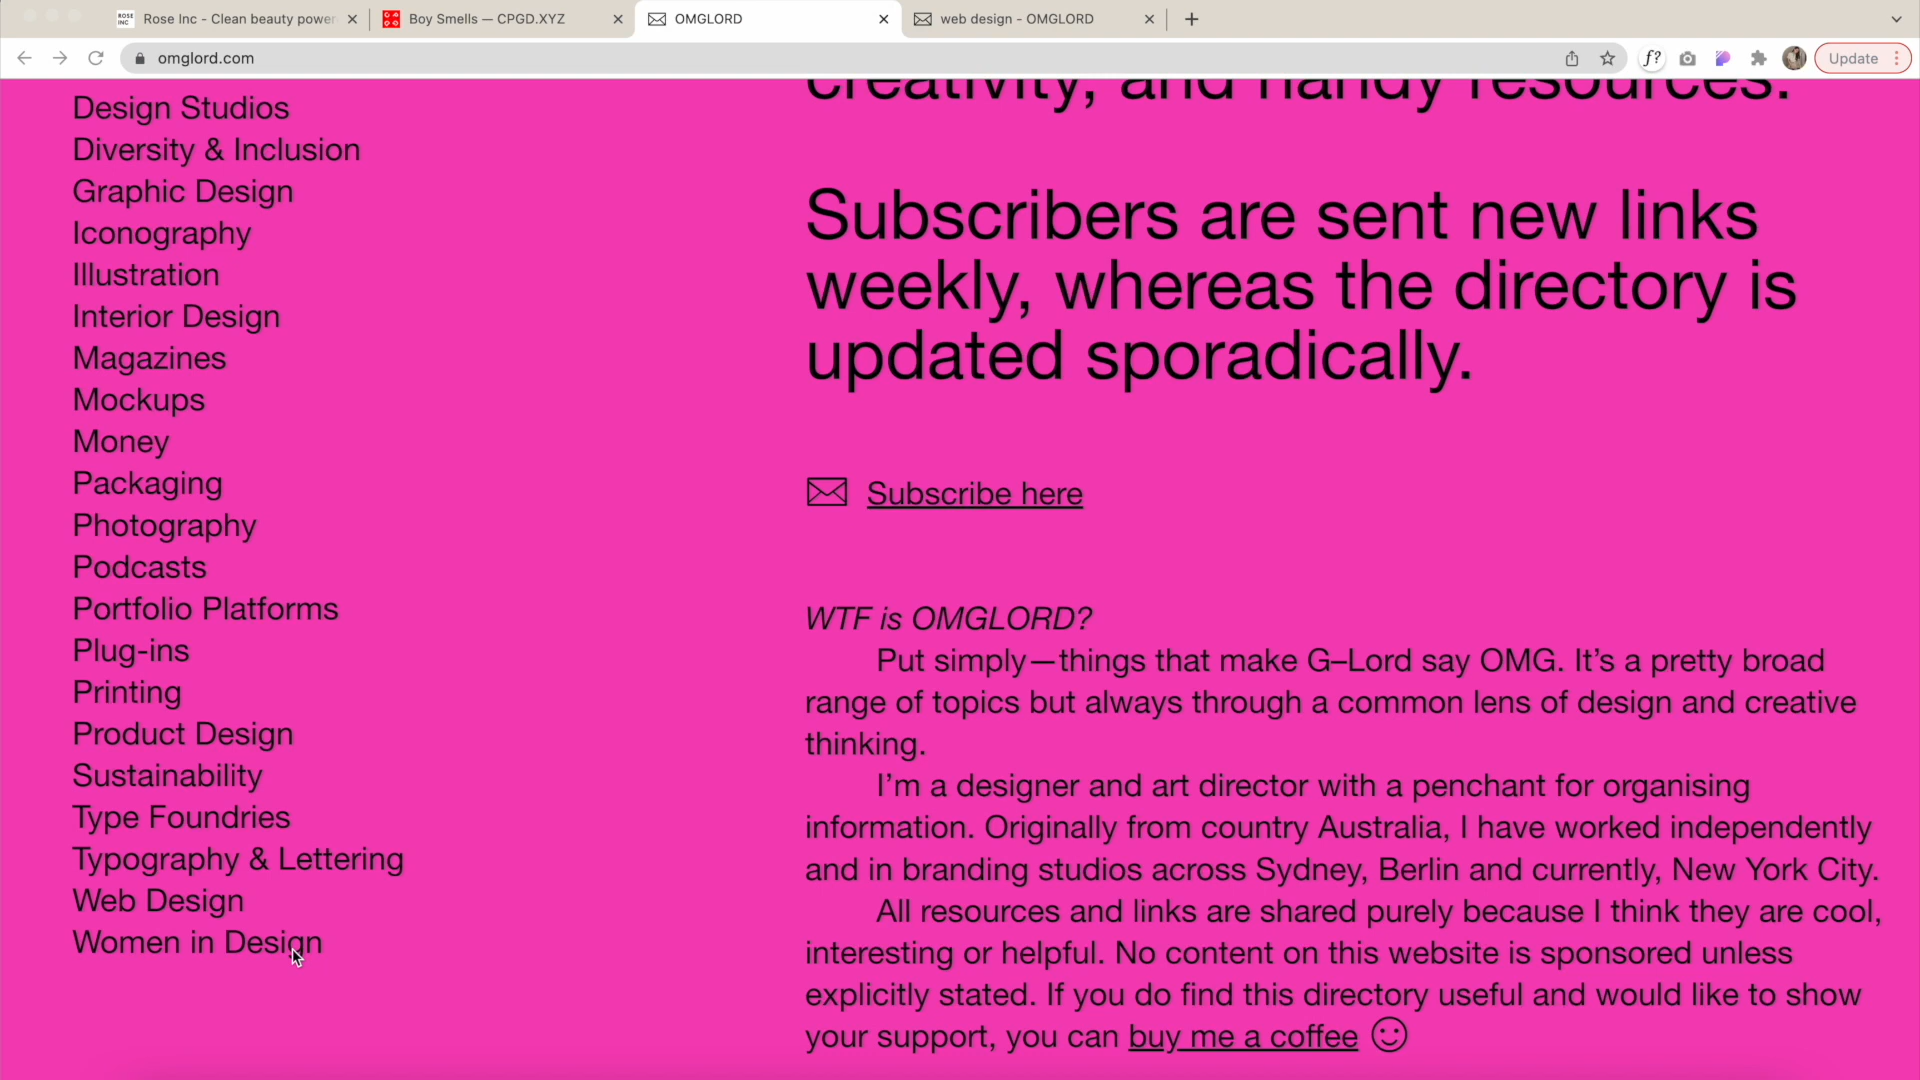 ROSE INC
Rose Inc - Clean beauty power
Boy Smells — CPGD.XYZ
OMGLORD
web design - OMGLORD
omglord.com
f?
Update
Design Studios
Diversity & Inclusion
Graphic Design
Iconography
Illustration
Interior Design
Magazines
Mockups
Money
Packaging
Photography
Podcasts
Portfolio Platforms
Plug-ins
Printing
Product Design
Sustainability
Type Foundries
Typography & Lettering
Web Design
Women in Design
creativity, and handy resources.
Subscribers are sent new links
weekly, whereas the directory is
updated sporadically.
Subscribe here
WTF is OMGLORD?
Put simply—things that make G–Lord say OMG. It’s a pretty broad
range of topics but always through a common lens of design and creative
thinking.
I’m a designer and art director with a penchant for organising
information. Originally from country Australia, I have worked independently
and in branding studios across Sydney, Berlin and currently, New York City.
All resources and links are shared purely because I think they are cool,
interesting or helpful. No content on this website is sponsored unless
explicitly stated. If you do find this directory useful and would like to show
your support, you can buy me a coffee